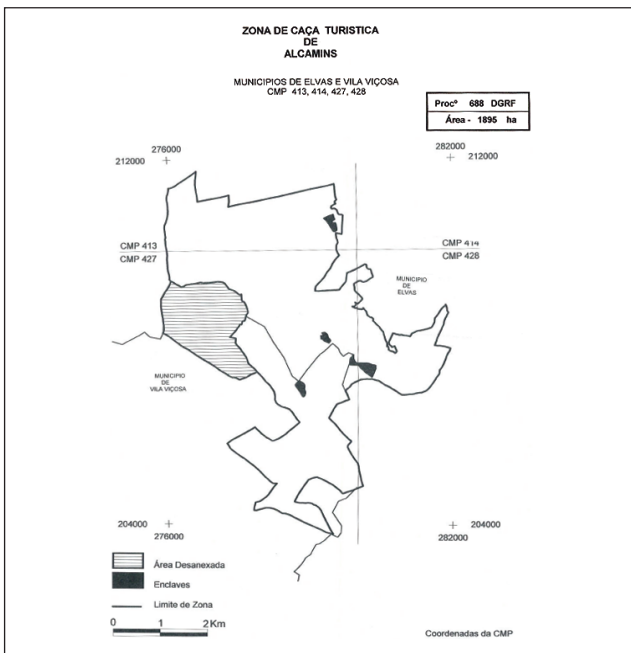 ZONA DE CAÇA TURISTICA
DE
ALCAMINS
MUNICIPIOS DE ELVAS E VILA VIÇOSA
CMP 413, 414, 427, 428
Procº 688 DGRF
Área - 1895 ha
276000
212000
282000
212000
CMP 413
CMP 427
CMP 414
CMP 428
MUNICIPIO
DE
ELVAS
MUNICIPIO
DE
VILA VIÇOSA
204000
276000
204000
282000
Área Desanexada
Enclaves
Limite de Zona
0 1 2 Km
Coordenadas da CMP